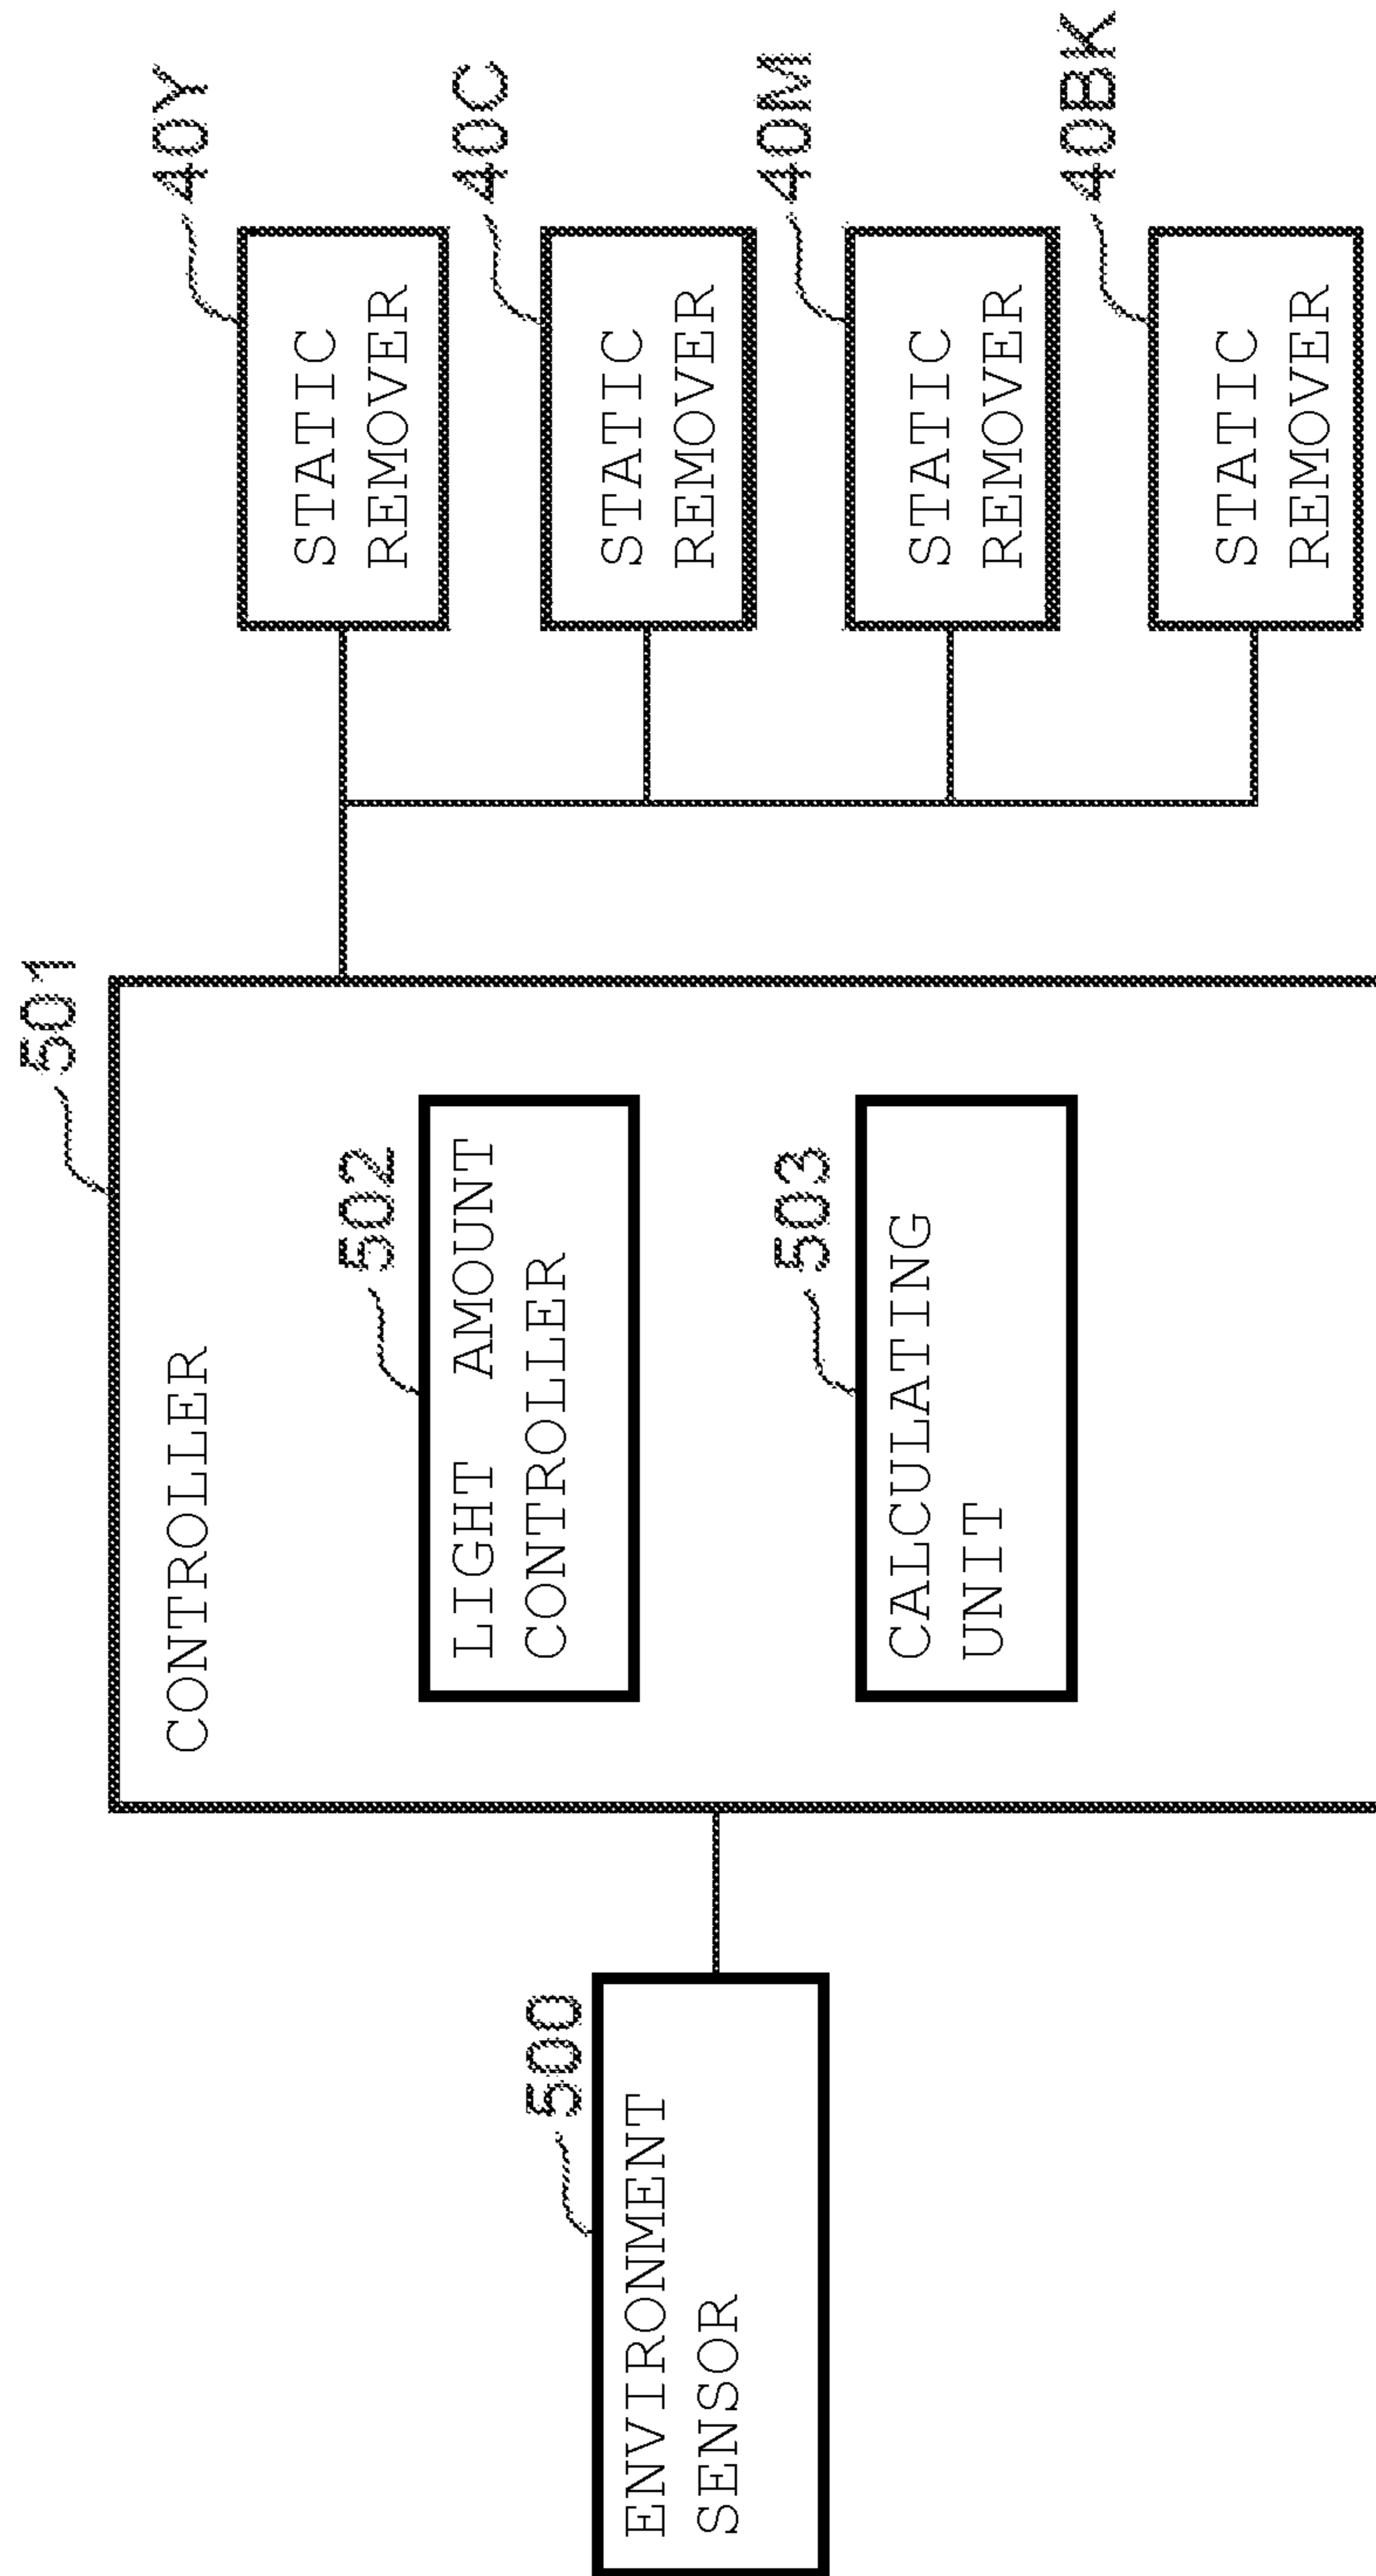 500
ENVIRONMENT
SENSOR
501
CONTROLLER
502
LIGHT AMOUNT
CONTROLLER
503
CALCULATING
UNIT
40Y
STATIC
REMOVER
40C
STATIC
REMOVER
40M
STATIC
REMOVER
40BK
STATIC
REMOVER